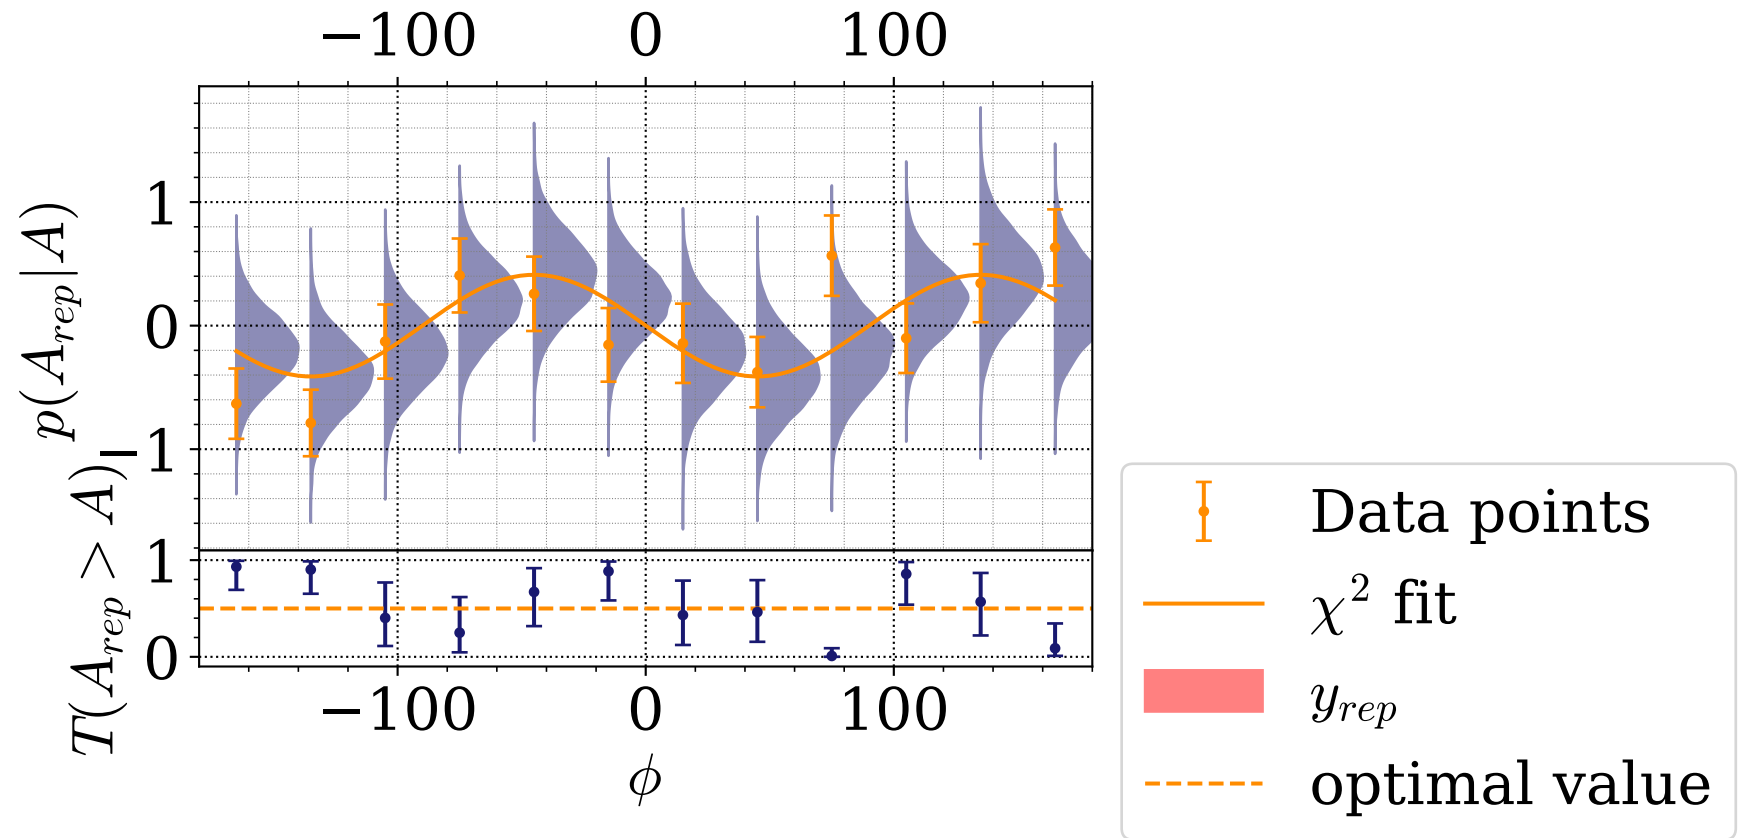 −100 0 100
p(A_rep|A)
1
0
−1
T(A_rep > A)
1
0
−100 0 100
ϕ
Data points
χ² fit
y_rep
optimal value